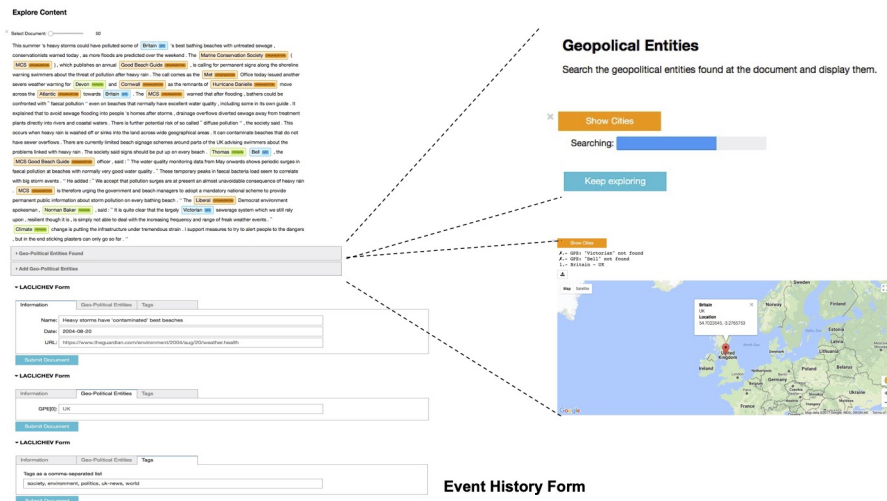 Explore Content
Select Document:
This summer 's heavy storms could have polluted some of Britain 's best bathing beaches with untreated sewage ,
conservationists warned today , as more floods are predicted over the weekend . The Marine Conservation Society (
MCS ) , which publishes an annual Good Beach Guide , is calling for permanent signs along the shoreline
warning swimmers about the threat of pollution after heavy rain . The call comes as the Met Office today issued another
severe weather warning for Devon and Cornwall as the remnants of Hurricane Danielle move
across the Atlantic towards Britain . The MCS warned that after flooding , bathers could be
confronted with " faecal pollution " even on beaches that normally have excellent water quality , including some in its own guide . It
explained that to avoid sewage flooding into people 's homes after storms , drainage overflows diverted sewage away from treatment
plants directly into rivers and coastal waters . There is further potential risk of so called " diffuse pollution " , the society said . This
occurs when heavy rain is washed off or sinks into the land across wide geographical areas . It can contaminate beaches that do not
have sewer overflows . There are currently limited beach signage schemes around parts of the UK advising swimmers about the
problems linked with heavy rain . The society said signs should be put up on every beach . Thomas Bell , the
MCS Good Beach Guide officer , said : " The water quality monitoring data from May onwards shows periodic surges in
faecal pollution at beaches with normally very good water quality . " These temporary peaks in faecal bacteria load seem to correlate
with big storm events . " He added : " We accept that pollution surges are at present an almost unavoidable consequence of heavy rain
. MCS is therefore urging the government and beach managers to adopt a mandatory national scheme to provide
permanent public information about storm pollution on every bathing beach . " The Liberal Democrat environment
spokesman , Norman Baker , said : " It is quite clear that the largely Victorian sewerage system which we still rely
upon , resilient though it is , is simply not able to deal with the increasing frequency and range of freak weather events . "
Climate change is putting the infrastructure under tremendous strain . I support measures to try to alert people to the dangers
, but in the end sticking plasters can only go so far . "
Geo-Political Entities Found
Add Geo-Political Entities
LACLICHEV Form
Information Geo-Political Entities Tags
Name: Heavy storms have 'contaminated' best beaches
Date: 2004-08-20
URL: https://www.theguardian.com/environment/2004/aug/20/weather.health
Submit Document
LACLICHEV Form
Information Geo-Political Entities Tags
GPE[0]: UK
Submit Document
LACLICHEV Form
Information Geo-Political Entities Tags
Tags as a comma-separated list
society, environment, politics, uk-news, world
Submit Document
Geopolical Entities
Search the geopolitical entities found at the document and display them.
Show Cities
Searching:
Keep exploring
Show Cities
✗.- GPE: "Victorian" not found
✗.- GPE: "Bell" not found
1.- Britain - UK
Map Satellite
Britain
UK
Location
54.7023545, -3.2765753
Sweden
Norway
Finland
Estonia
Latvia
Lithuania
Denmark
United
Kingdom
Ireland
Belarus
Poland
Germany
Ukraine
France
Google
Event History Form